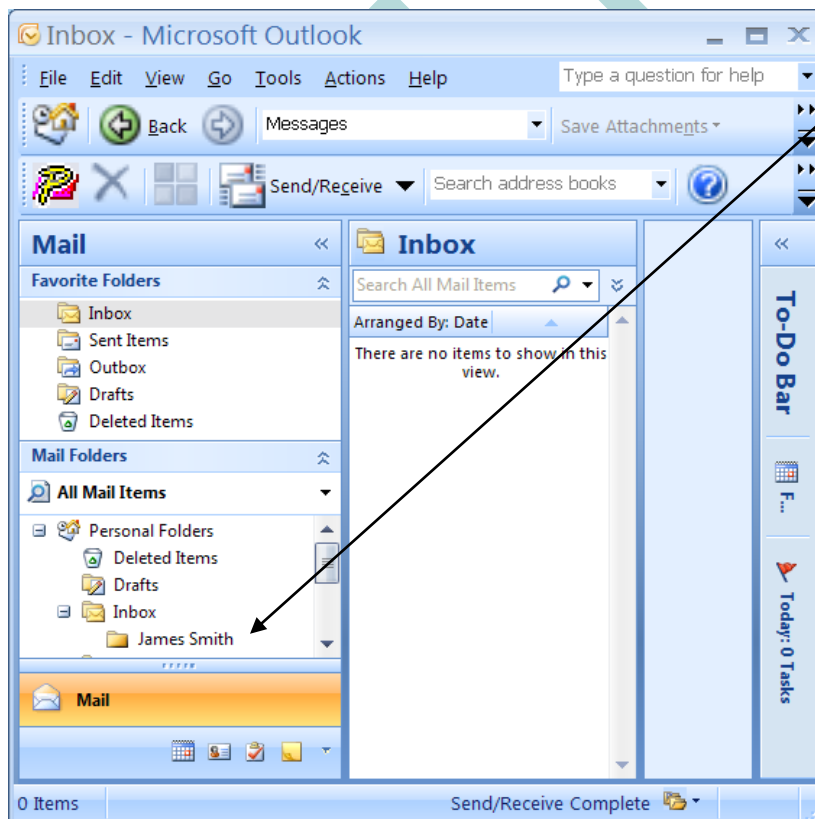 Inbox - Microsoft Outlook
File Edit View Go Tools Actions Help Type a question for help
Back Messages Save Attachments
Send/Receive Search address books
Mail
Favorite Folders
Inbox
Sent Items
Outbox
Drafts
Deleted Items
Mail Folders
All Mail Items
Personal Folders
Deleted Items
Drafts
Inbox
James Smith
Mail
Inbox
Search All Mail Items
Arranged By: Date
There are no items to show in this
view.
To-Do Bar
F...
Today: 0 Tasks
0 Items Send/Receive Complete